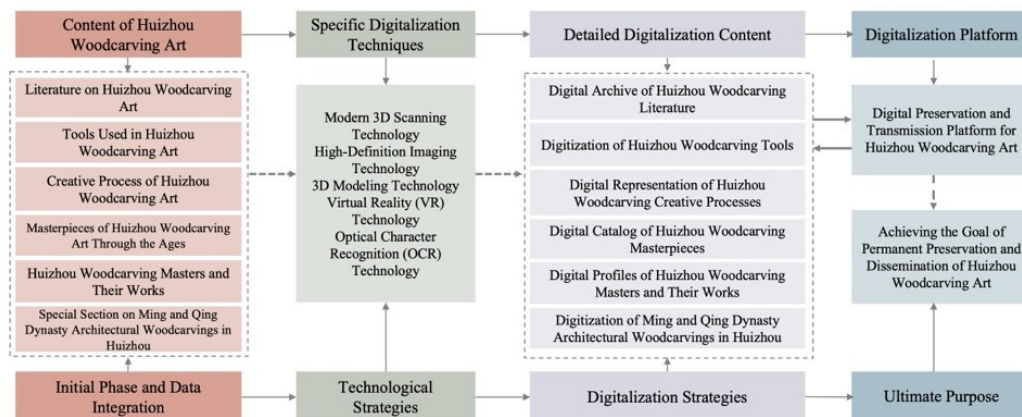 Content of Huizhou
Woodcarving Art
Specific Digitalization
Techniques
Detailed Digitalization Content
Digitalization Platform
Literature on Huizhou Woodcarving
Art
Tools Used in Huizhou
Woodcarving Art
Creative Process of Huizhou
Woodcarving Art
Masterpieces of Huizhou Woodcarving
Art Through the Ages
Huizhou Woodcarving Masters and
Their Works
Special Section on Ming and Qing
Dynasty Architectural Woodcarvings in
Huizhou
Modern 3D Scanning
Technology
High-Definition Imaging
Technology
3D Modeling Technology
Virtual Reality (VR)
Technology
Optical Character
Recognition (OCR)
Technology
Digital Archive of Huizhou Woodcarving
Literature
Digitization of Huizhou Woodcarving Tools
Digital Representation of Huizhou
Woodcarving Creative Processes
Digital Catalog of Huizhou Woodcarving
Masterpieces
Digital Profiles of Huizhou Woodcarving
Masters and Their Works
Digitization of Ming and Qing Dynasty
Architectural Woodcarvings in Huizhou
Digital Preservation and
Transmission Platform for
Huizhou Woodcarving Art
Achieving the Goal of
Permanent Preservation and
Dissemination of Huizhou
Woodcarving Art
Initial Phase and Data
Integration
Technological
Strategies
Digitalization Strategies
Ultimate Purpose